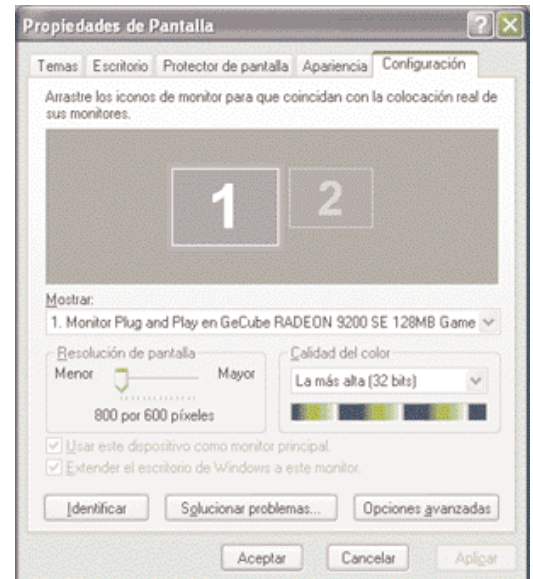 Propiedades de Pantalla
Temas Escritorio Protector de pantalla Apariencia Configuración
Arrastre los iconos de monitor para que coincidan con la colocación real de
sus monitores.
1 2
Mostrar:
1. Monitor Plug and Play en GeCube RADEON 9200 SE 128MB Game
Resolución de pantalla
Menor Mayor
800 por 600 píxeles
Calidad del color
La más alta (32 bits)
Usar este dispositivo como monitor principal.
Extender el escritorio de Windows a este monitor.
Identificar Solucionar problemas... Opciones avanzadas
Aceptar Cancelar Aplicar